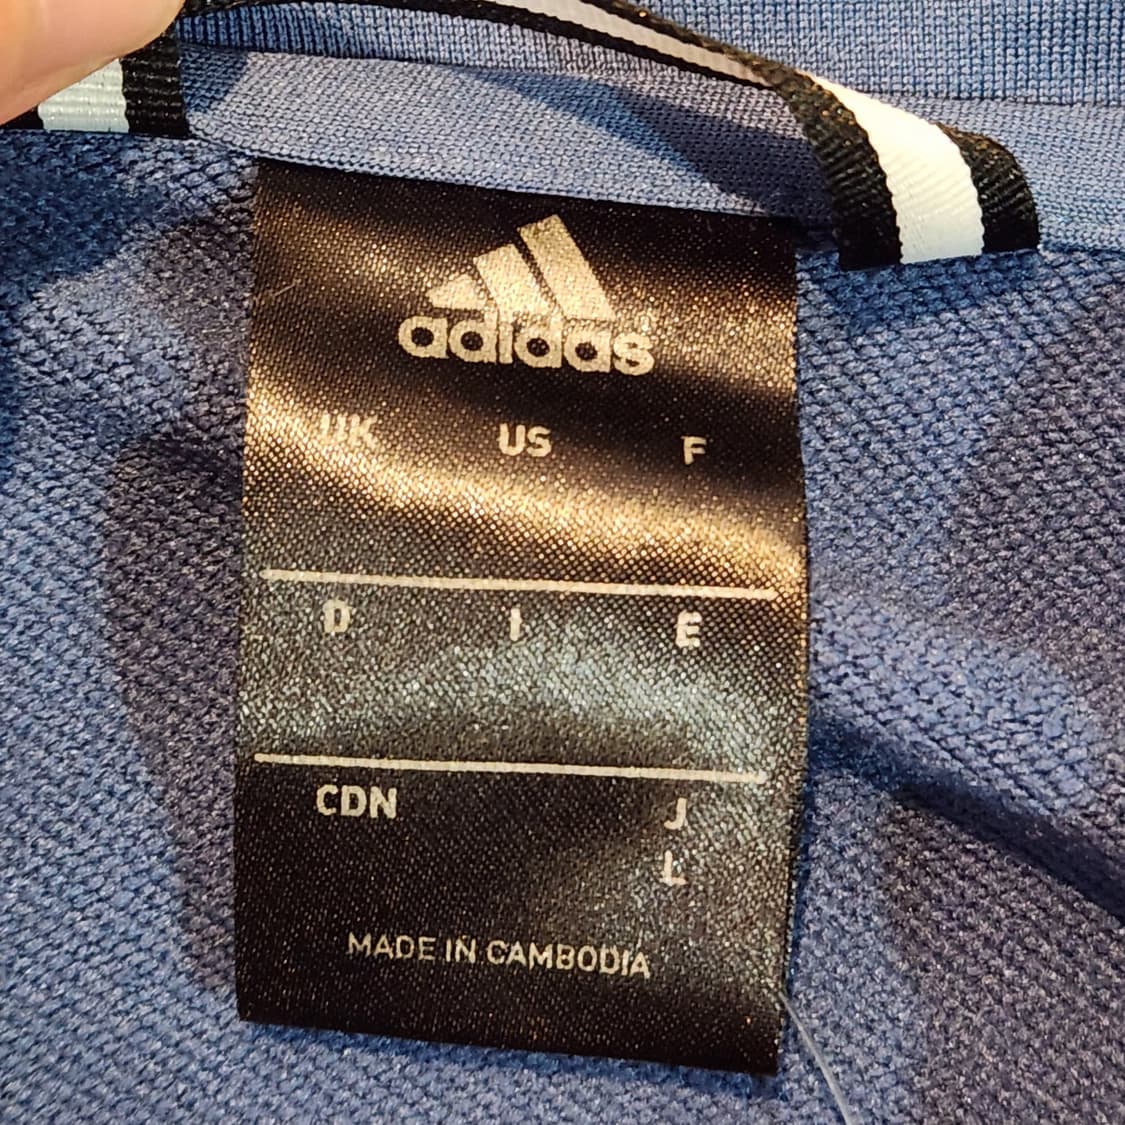 adidas
UK US F
D I E
CDN J
L
MADE IN CAMBODIA